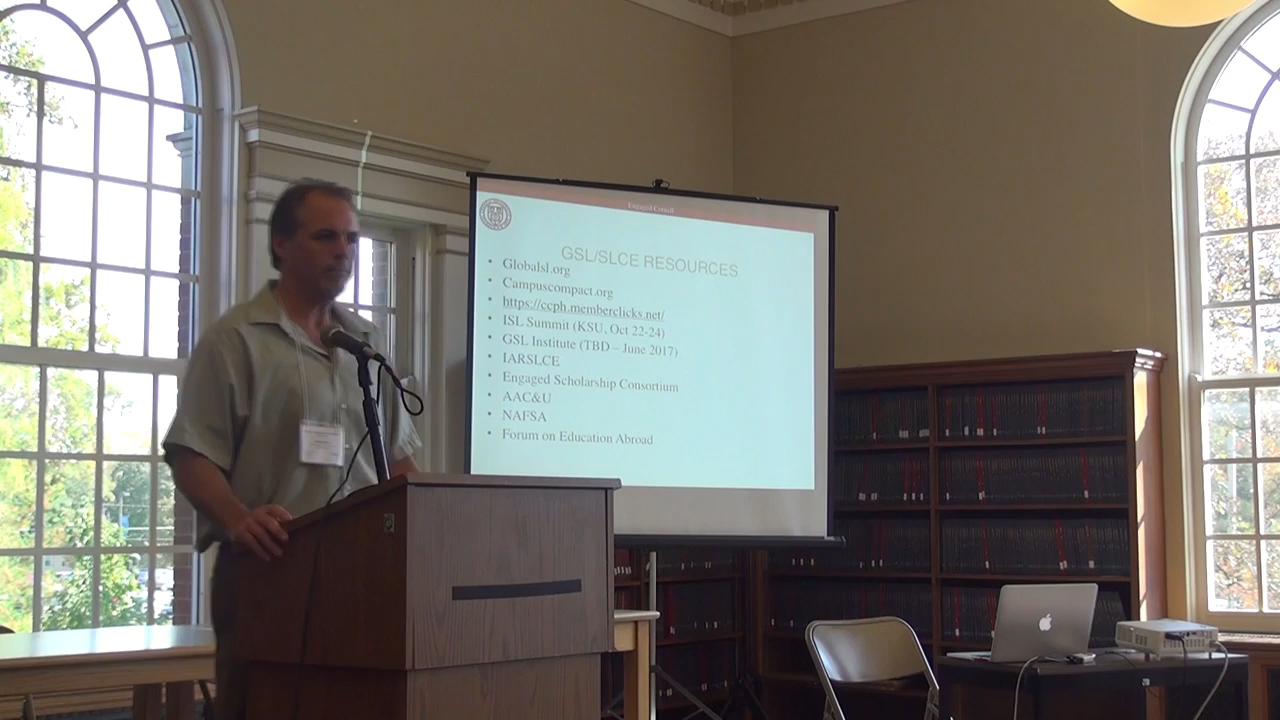 Engaged Cornell
GSL/SLCE RESOURCES
• Globalsl.org
• Campuscompact.org
• https://ccph.memberclicks.net/
• ISL Summit (KSU, Oct 22-24)
• GSL Institute (TBD – June 2017)
• IARSLCE
• Engaged Scholarship Consortium
• AAC&U
• NAFSA
• Forum on Education Abroad